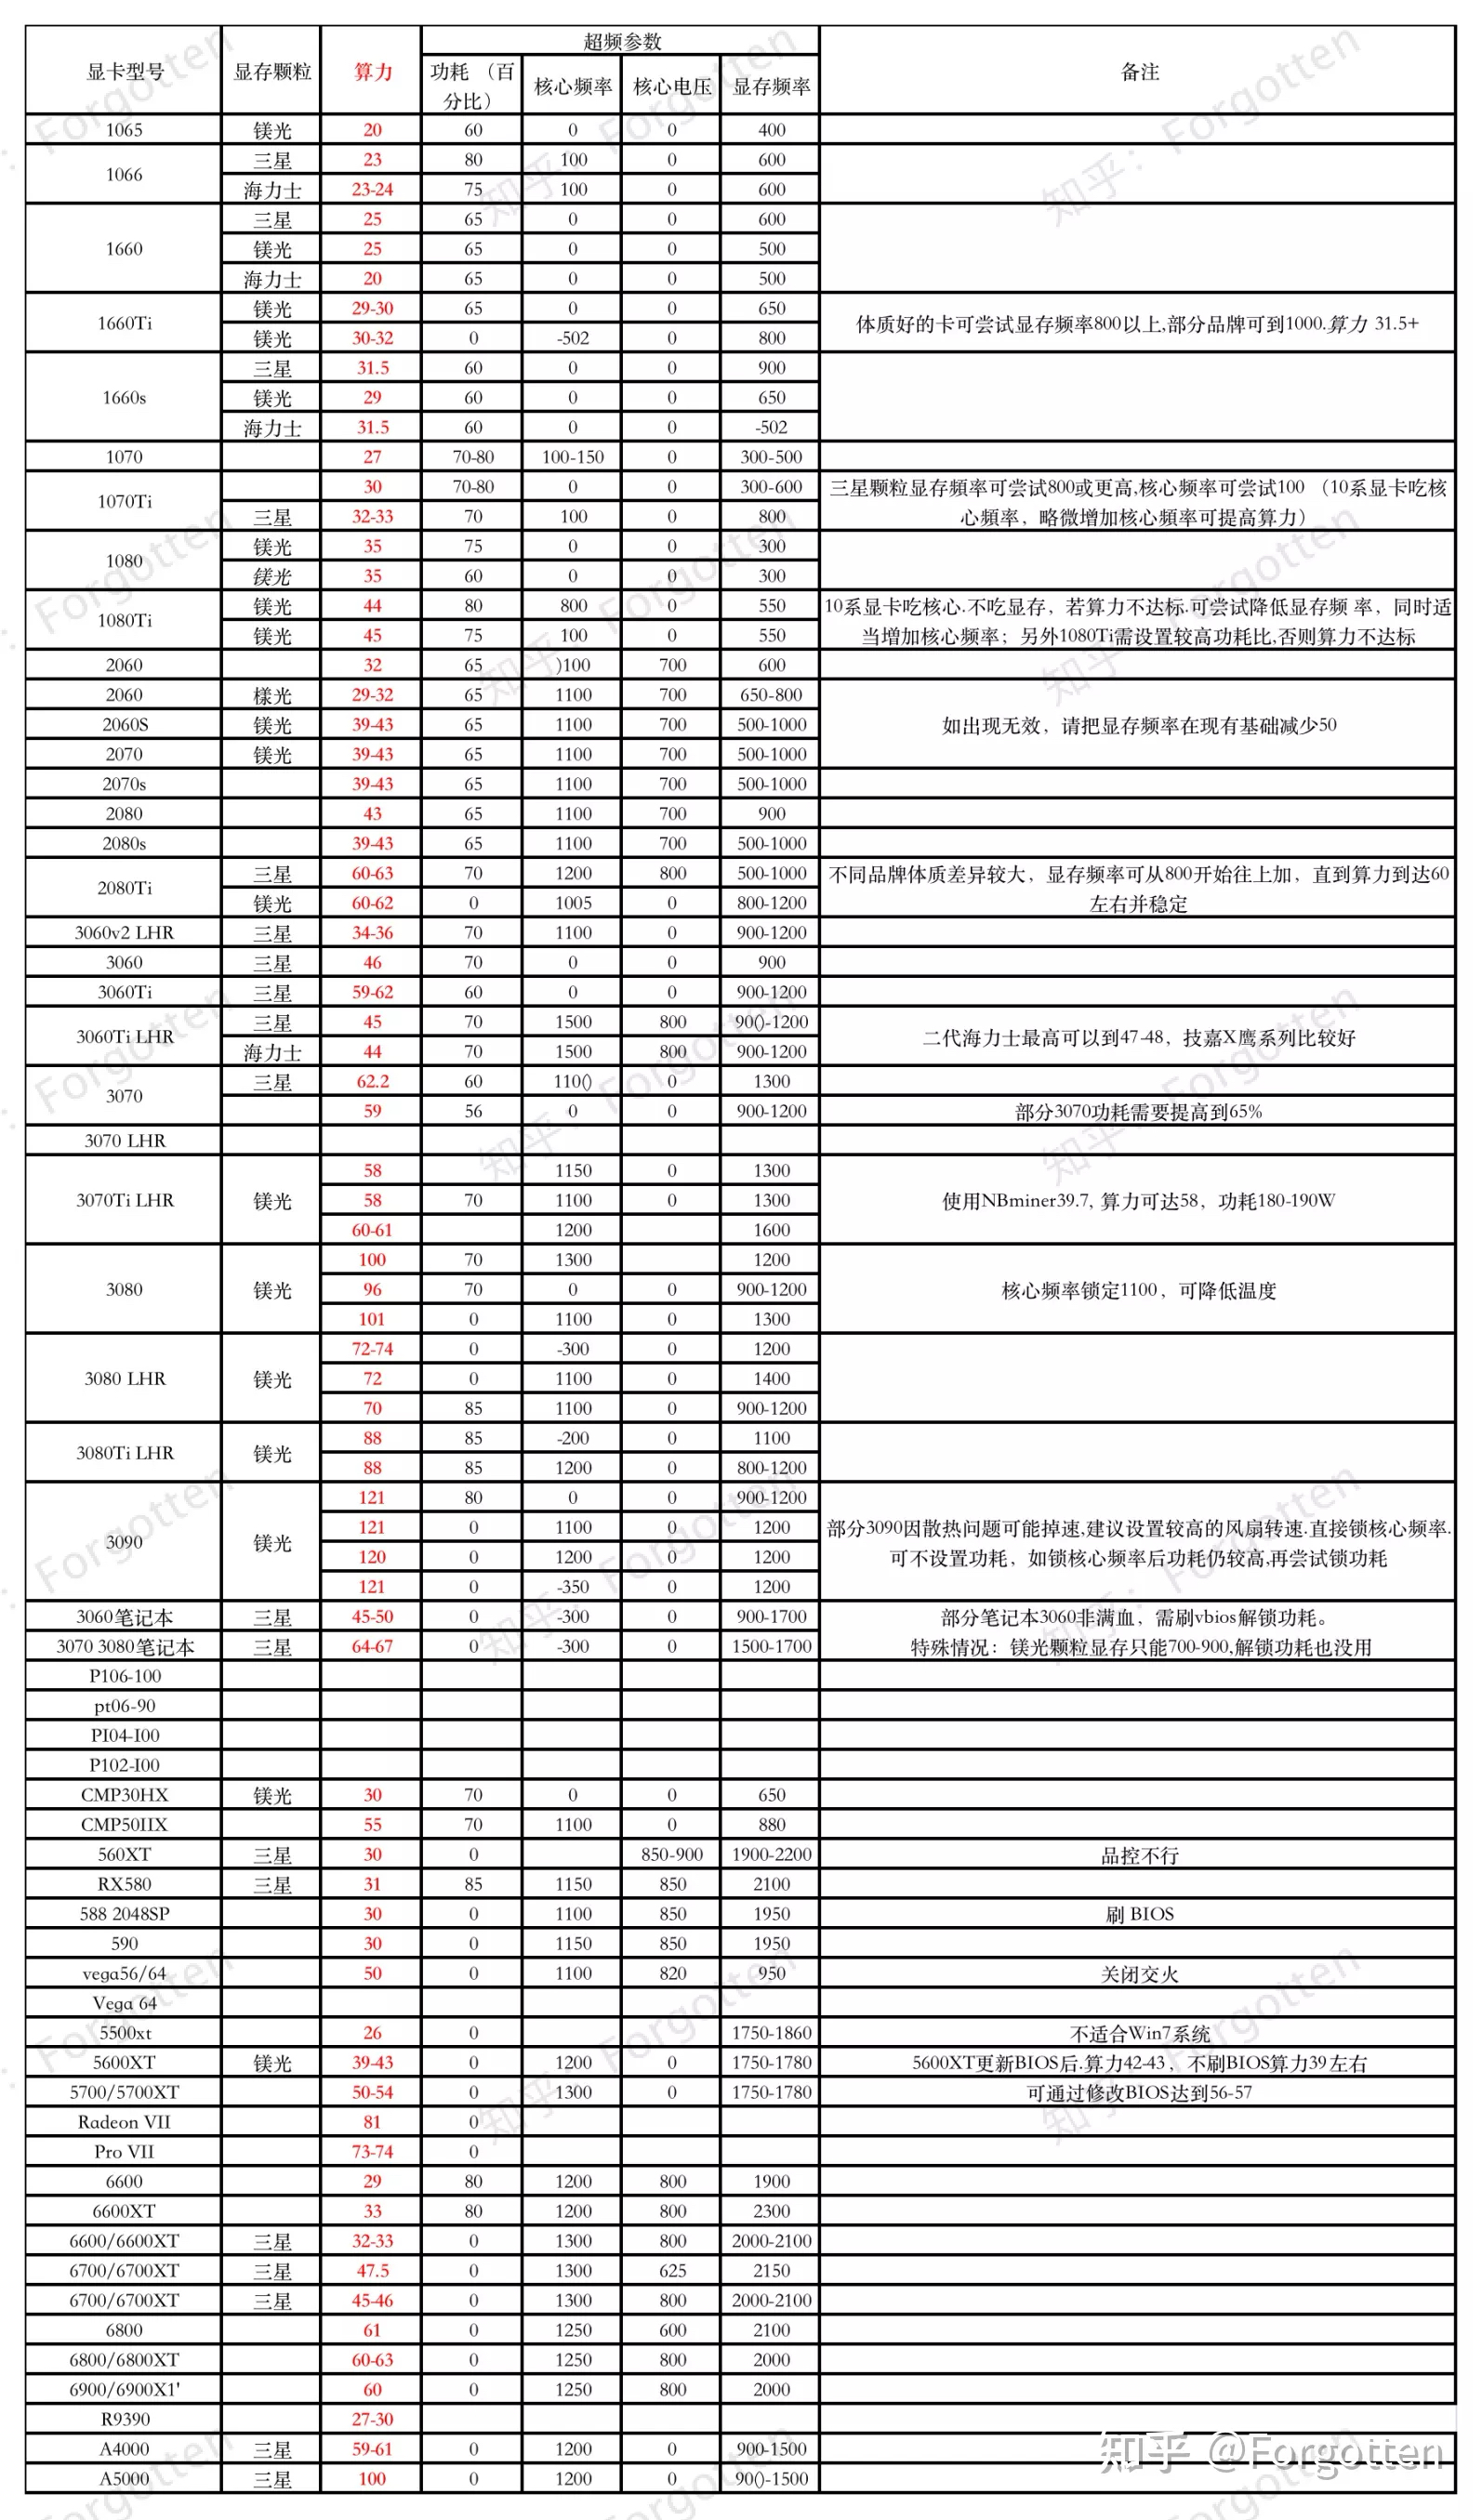 显卡型号 显存颗粒 算力 超频参数 备注
功耗 （百分比） 核心频率 核心电压 显存频率
1065 镁光 20 60 0 0 400
1066 三星 23 80 100 0 600
海力士 23-24 75 100 0 600
1660 三星 25 65 0 0 600
镁光 25 65 0 0 500
海力士 20 65 0 0 500
1660Ti 镁光 29-30 65 0 0 650 体质好的卡可尝试显存频率800以上,部分品牌可到1000.算力 31.5+
镁光 30-32 0 -502 0 800
1660s 三星 31.5 60 0 0 900
镁光 29 60 0 0 650
海力士 31.5 60 0 0 -502
1070 27 70-80 100-150 0 300-500
1070Ti 30 70-80 0 0 300-600 三星颗粒显存頻率可尝试800或更高,核心频率可尝试100 （10系显卡吃核
三星 32-33 70 100 0 800 心頻率，略微增加核心頻率可提高算力）
1080 镁光 35 75 0 0 300
镁光 35 60 0 0 300
1080Ti 镁光 44 80 800 0 550 10系显卡吃核心.不吃显存，若算力不达标.可尝试降低显存频 率，同时适
镁光 45 75 100 0 550 当增加核心频率；另外1080Ti需设置较高功耗比,否则算力不达标
2060 32 65 )100 700 600
2060 樣光 29-32 65 1100 700 650-800
2060S 镁光 39-43 65 1100 700 500-1000 如出现无效，请把显存频率在现有基础减少50
2070 镁光 39-43 65 1100 700 500-1000
2070s 39-43 65 1100 700 500-1000
2080 43 65 1100 700 900
2080s 39-43 65 1100 700 500-1000
2080Ti 三星 60-63 70 1200 800 500-1000 不同品牌体质差异较大，显存频率可从800开始往上加，直到算力到达60
镁光 60-62 0 1005 0 800-1200 左右并稳定
3060v2 LHR 三星 34-36 70 1100 0 900-1200
3060 三星 46 70 0 0 900
3060Ti 三星 59-62 60 0 0 900-1200
3060Ti LHR 三星 45 70 1500 800 90()-1200 二代海力士最高可以到47-48，技嘉X鹰系列比较好
海力士 44 70 1500 800 900-1200
3070 三星 62.2 60 110() 0 1300
59 56 0 0 900-1200 部分3070功耗需要提高到65%
3070 LHR
58 1150 0 1300
3070Ti LHR 镁光 58 70 1100 0 1300 使用NBminer39.7, 算力可达58，功耗180-190W
60-61 1200 1600
100 70 1300 1200
3080 镁光 96 70 0 0 900-1200 核心频率锁定1100，可降低温度
101 0 1100 0 1300
72-74 0 -300 0 1200
3080 LHR 镁光 72 0 1100 0 1400
70 85 1100 0 900-1200
3080Ti LHR 镁光 88 85 -200 0 1100
88 85 1200 0 800-1200
3090 镁光 121 80 0 0 900-1200
121 0 1100 0 1200 部分3090因散热问题可能掉速,建议设置较高的风扇转速.直接锁核心频率.
120 0 1200 0 1200 可不设置功耗，如锁核心频率后功耗仍较高,再尝试锁功耗
121 0 -350 0 1200
3060笔记本 三星 45-50 0 -300 0 900-1700 部分笔记本3060非满血，需刷vbios解锁功耗。
3070 3080笔记本 三星 64-67 0 -300 0 1500-1700 特殊情况：镁光颗粒显存只能700-900,解锁功耗也没用
P106-100
pt06-90
PI04-I00
P102-I00
CMP30HX 镁光 30 70 0 0 650
CMP50IIX 55 70 1100 0 880
560XT 三星 30 0 850-900 1900-2200 品控不行
RX580 三星 31 85 1150 850 2100
588 2048SP 30 0 1100 850 1950 刷 BIOS
590 30 0 1150 850 1950
vega56/64 50 0 1100 820 950 关闭交火
Vega 64
5500xt 26 0 1750-1860 不适合Win7系统
5600XT 镁光 39-43 0 1200 0 1750-1780 5600XT更新BIOS后.算力42-43，不刷BIOS算力39左右
5700/5700XT 50-54 0 1300 0 1750-1780 可通过修改BIOS达到56-57
Radeon VII 81 0
Pro VII 73-74 0
6600 29 80 1200 800 1900
6600XT 33 80 1200 800 2300
6600/6600XT 三星 32-33 0 1300 800 2000-2100
6700/6700XT 三星 47.5 0 1300 625 2150
6700/6700XT 三星 45-46 0 1300 800 2000-2100
6800 61 0 1250 600 2100
6800/6800XT 60-63 0 1250 800 2000
6900/6900X1' 60 0 1250 800 2000
R9390 27-30
A4000 三星 59-61 0 1200 0 900-1500
A5000 三星 100 0 1200 0 90()-1500
知乎 @Forgotten